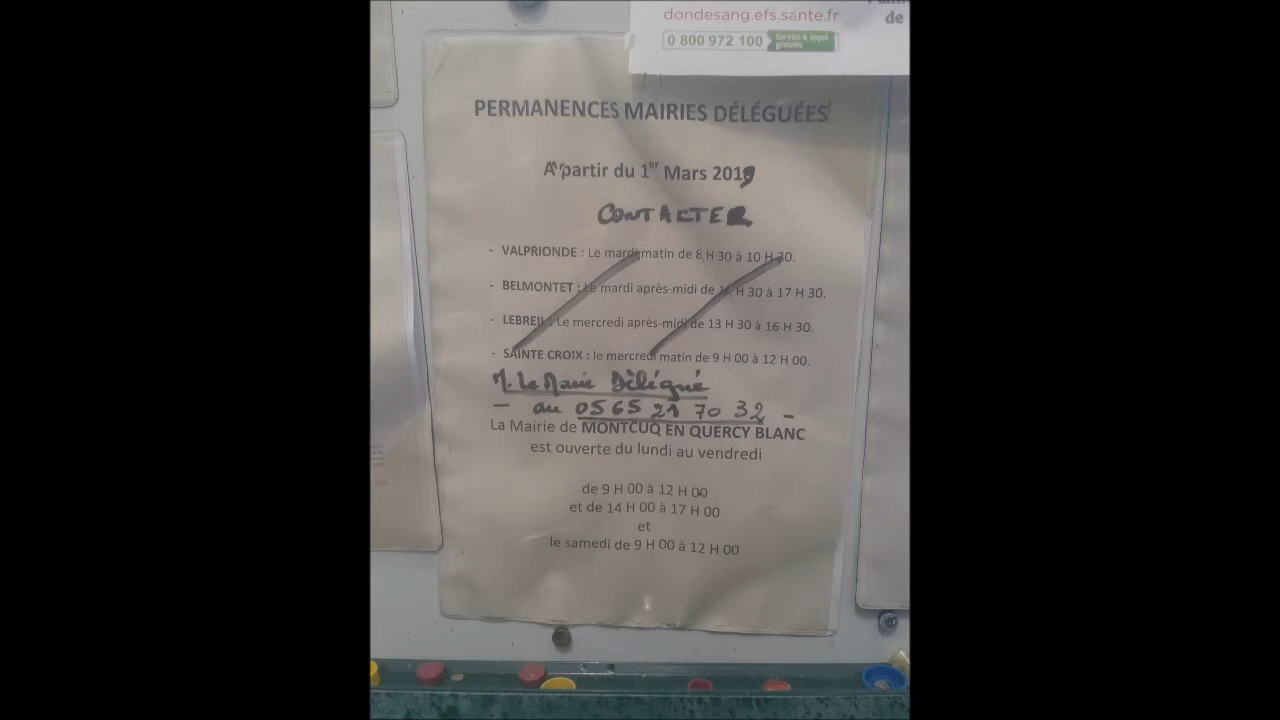 dondesang.efs.sante.fr
de
0 800 972 100 Service & appel gratuits
PERMANENCES MAIRIES DÉLÉGUÉES
A partir du 1er Mars 2019
CONTACTER
- VALPRIONDE : Le mardi matin de 8 H 30 à 10 H 30.
- BELMONTET : Le mardi après-midi de 14 H 30 à 17 H 30.
- LEBREIL : Le mercredi après-midi de 13 H 30 à 16 H 30.
- SAINTE CROIX : le mercredi matin de 9 H 00 à 12 H 00.
M. Le Maire Délégué
- au 05 65 21 70 32 -
La Mairie de MONTCUQ EN QUERCY BLANC
est ouverte du lundi au vendredi
de 9 H 00 à 12 H 00
et de 14 H 00 à 17 H 00
et
le samedi de 9 H 00 à 12 H 00